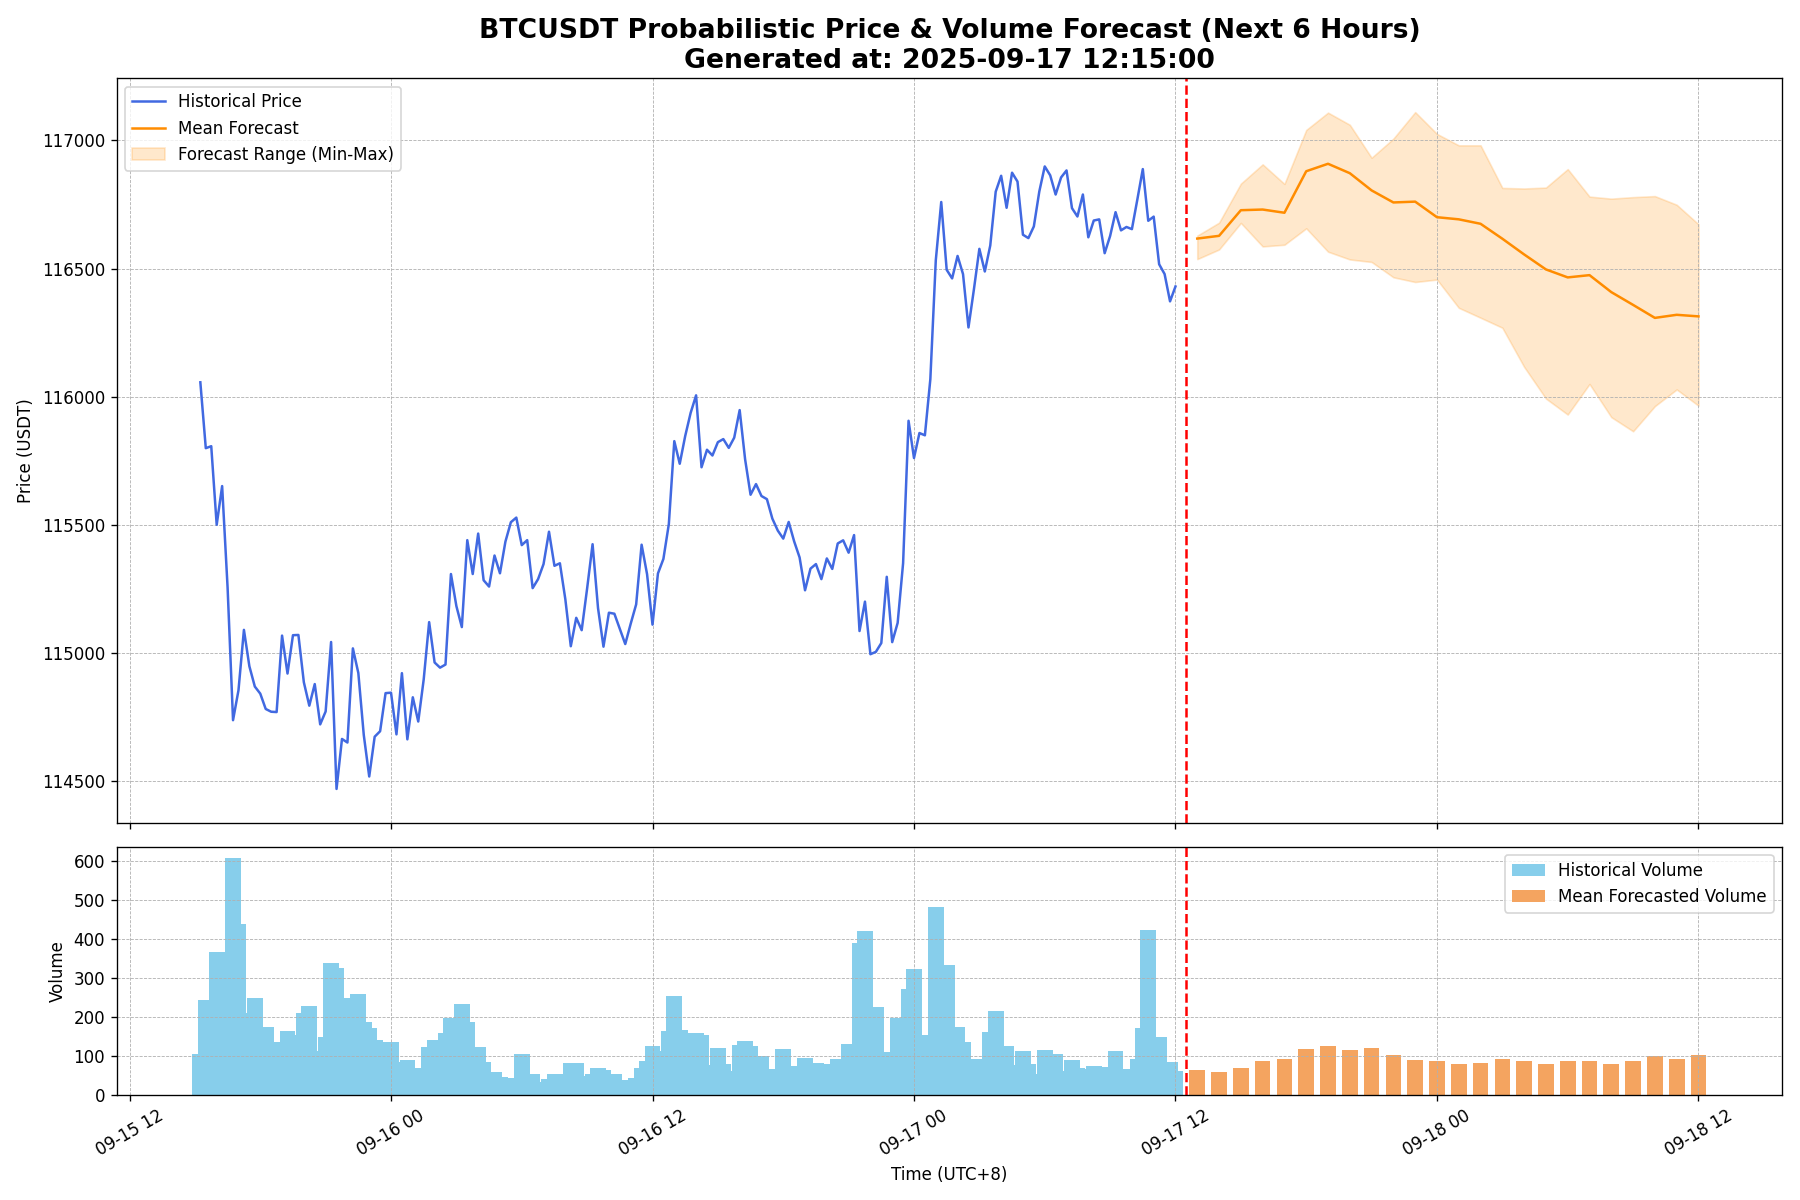 BTCUSDT Probabilistic Price & Volume Forecast (Next 6 Hours)
Generated at: 2025-09-17 12:15:00
Historical Price
Mean Forecast
Forecast Range (Min-Max)
117000
116500
116000
115500
115000
114500
Price (USDT)
Historical Volume
Mean Forecasted Volume
600
500
400
300
200
100
0
Volume
09-15 12
09-16 00
09-16 12
09-17 00
09-17 12
09-18 00
09-18 12
Time (UTC+8)